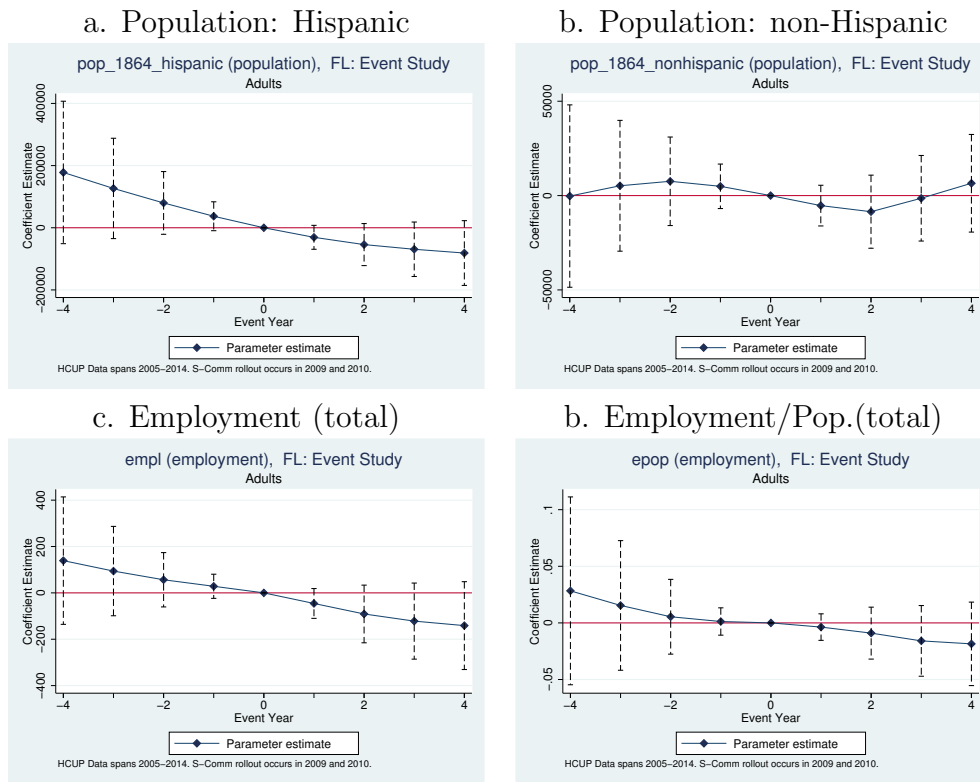 a. Population: Hispanic
pop_1864_hispanic (population), FL: Event Study
Adults
Coefficient Estimate
400000
200000
0
−200000
−4 −2 0 2 4
Event Year
Parameter estimate
HCUP Data spans 2005−2014. S−Comm rollout occurs in 2009 and 2010.
b. Population: non-Hispanic
pop_1864_nonhispanic (population), FL: Event Study
Adults
Coefficient Estimate
50000
0
−50000
−4 −2 0 2 4
Event Year
Parameter estimate
HCUP Data spans 2005−2014. S−Comm rollout occurs in 2009 and 2010.
c. Employment (total)
empl (employment), FL: Event Study
Adults
Coefficient Estimate
400
200
0
−200
−400
−4 −2 0 2 4
Event Year
Parameter estimate
HCUP Data spans 2005−2014. S−Comm rollout occurs in 2009 and 2010.
b. Employment/Pop.(total)
epop (employment), FL: Event Study
Adults
Coefficient Estimate
.1
.05
0
−.05
−4 −2 0 2 4
Event Year
Parameter estimate
HCUP Data spans 2005−2014. S−Comm rollout occurs in 2009 and 2010.